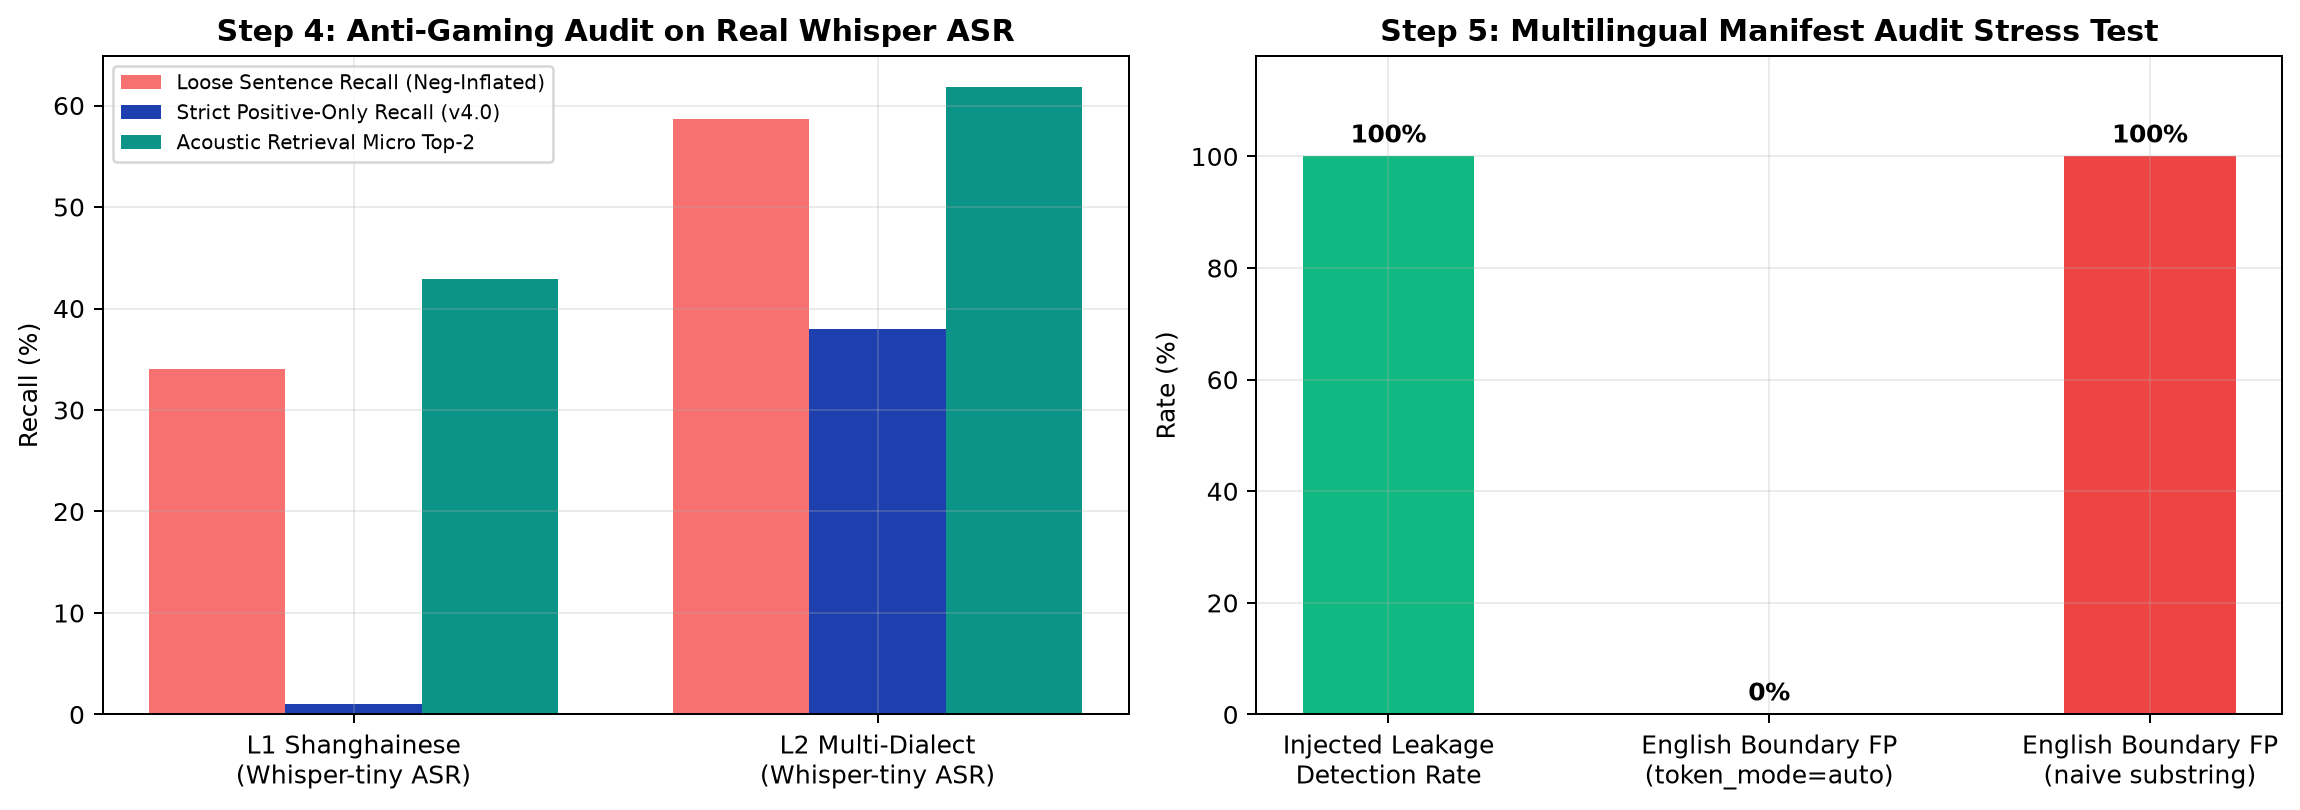 Step 4: Anti-Gaming Audit on Real Whisper ASR
Loose Sentence Recall (Neg-Inflated)
Strict Positive-Only Recall (v4.0)
Acoustic Retrieval Micro Top-2
Recall (%)
60
50
40
30
20
10
0
L1 Shanghainese
(Whisper-tiny ASR)
L2 Multi-Dialect
(Whisper-tiny ASR)
Step 5: Multilingual Manifest Audit Stress Test
Rate (%)
100
80
60
40
20
0
100%
0%
100%
Injected Leakage
Detection Rate
English Boundary FP
(token_mode=auto)
English Boundary FP
(naive substring)